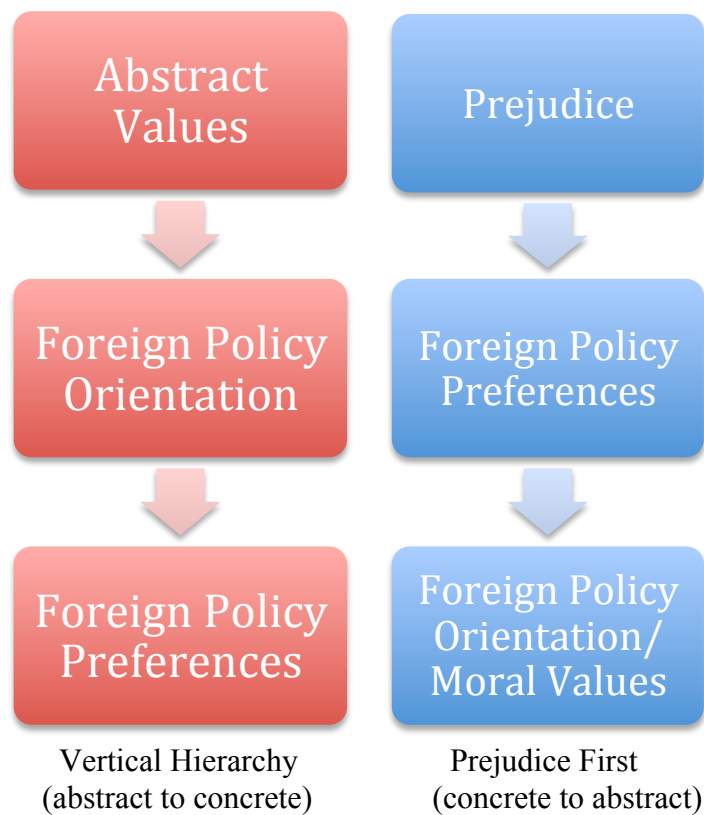 Abstract
Values
Foreign Policy
Orientation
Foreign Policy
Preferences
Vertical Hierarchy
(abstract to concrete)
Prejudice
Foreign Policy
Preferences
Foreign Policy
Orientation/
Moral Values
Prejudice First
(concrete to abstract)